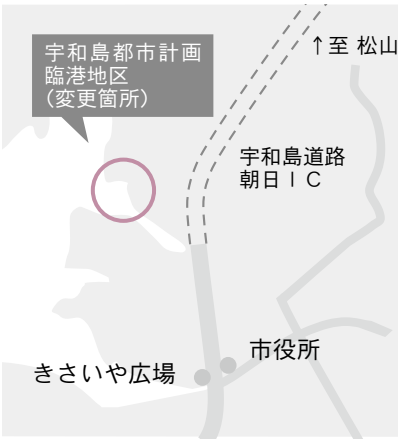 宇和島都市計画
臨港地区
（変更箇所）
↑至 松山
宇和島道路
朝日ＩＣ
市役所
きさいや広場